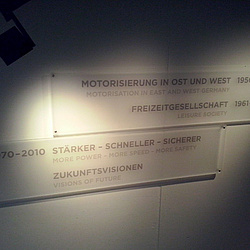 MOTORISIERUNG IN OST UND WEST 1950
MOTORISATION IN EAST AND WEST GERMANY
FREIZEITGESELLSCHAFT 1961
LEISURE SOCIETY
70–2010 STÄRKER – SCHNELLER – SICHERER
MORE POWER – MORE SPEED – MORE SAFETY
ZUKUNFTSVISIONEN
VISIONS OF FUTURE